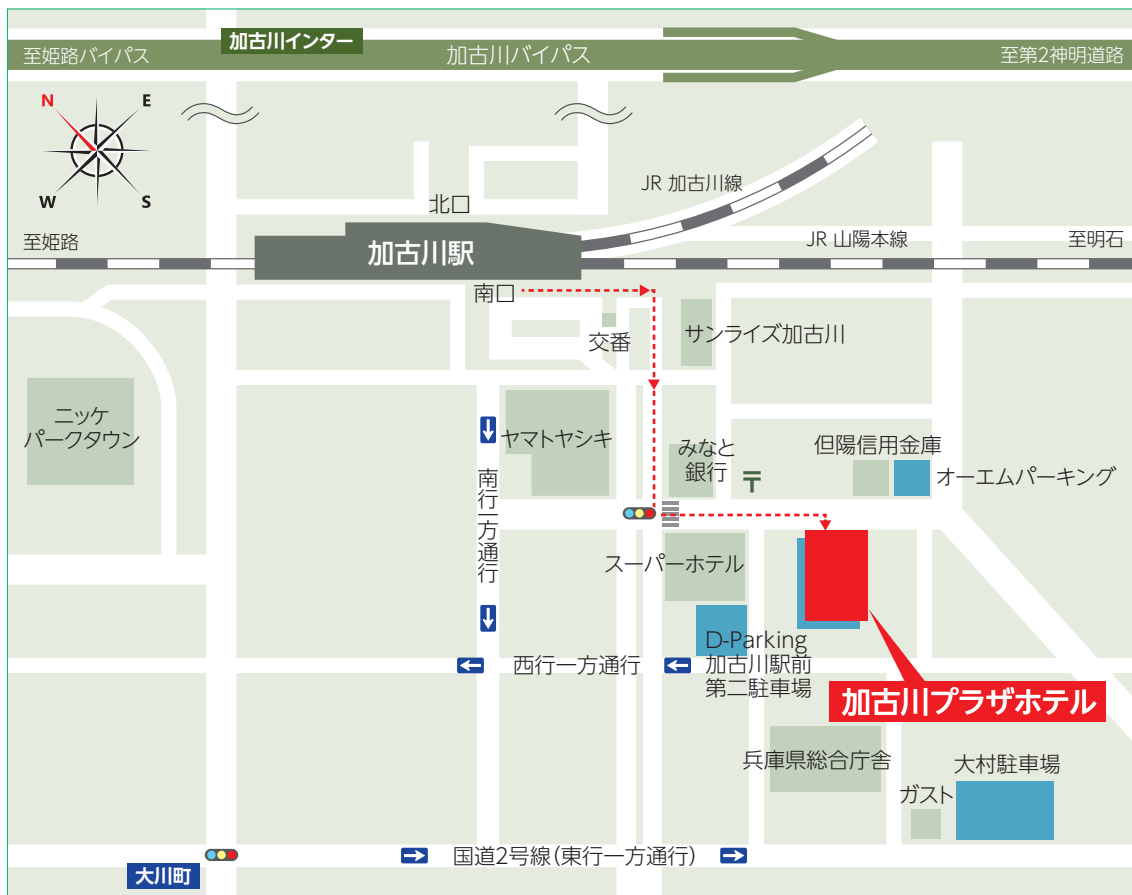 加古川インター
至姫路バイパス
加古川バイパス
至第2神明道路
N
E
W
S
JR 加古川線
北口
至姫路
加古川駅
JR 山陽本線
至明石
南口
交番
サンライズ加古川
ニッケ
パークタウン
ヤマトヤシキ
みなと
銀行
〒
但陽信用金庫
オーエムパーキング
南行一方通行
スーパーホテル
D-Parking
加古川駅前
第二駐車場
西行一方通行
加古川プラザホテル
兵庫県総合庁舎
大村駐車場
ガスト
国道2号線(東行一方通行)
大川町